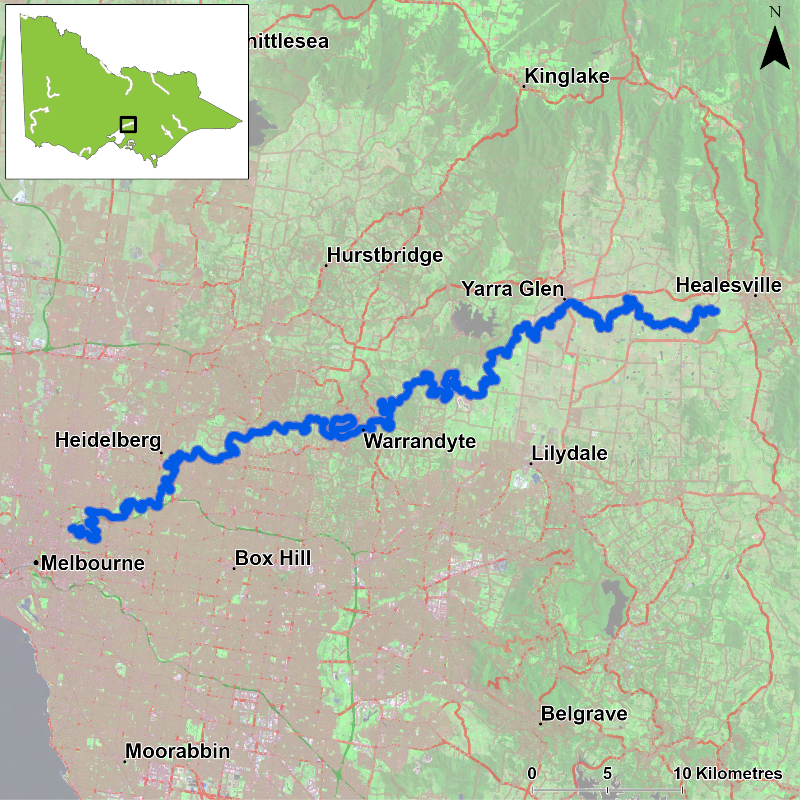 N
hittlesea
Kinglake
Hurstbridge
Yarra Glen
Healesville
Heidelberg
Warrandyte
Lilydale
Melbourne
Box Hill
Belgrave
Moorabbin
0 5 10 Kilometres